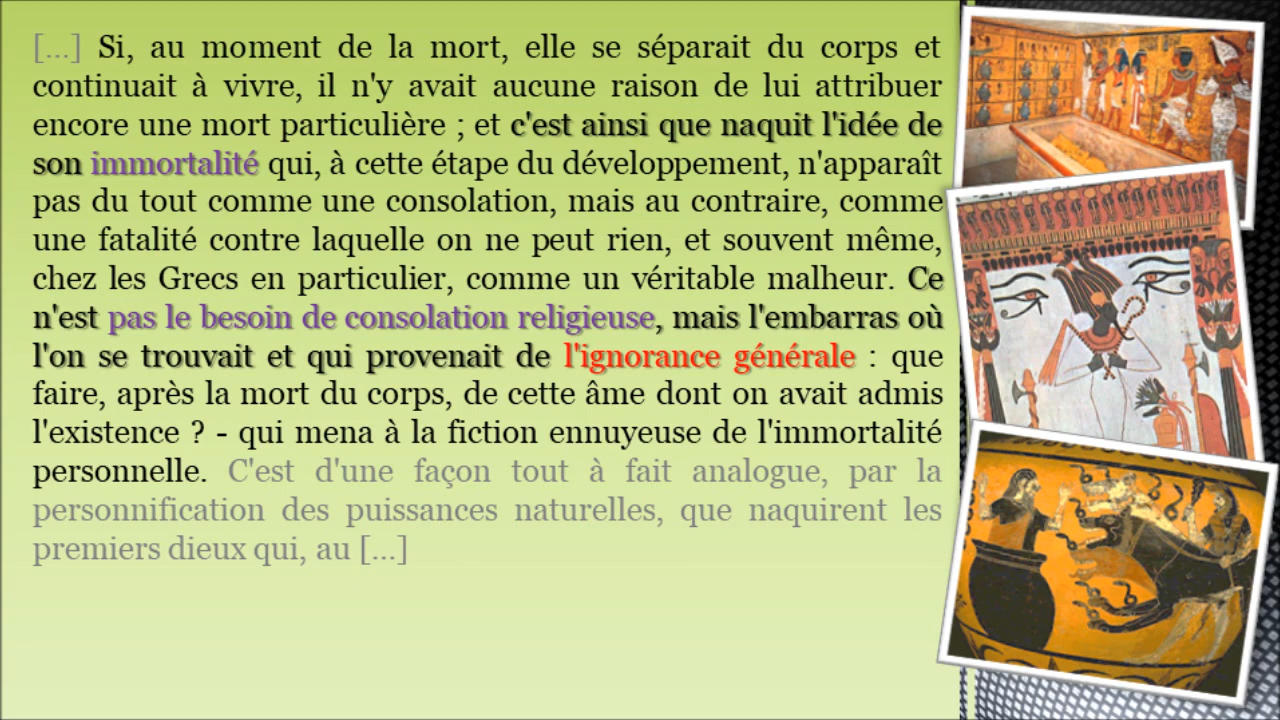 [...] Si, au moment de la mort, elle se séparait du corps et
continuait à vivre, il n'y avait aucune raison de lui attribuer
encore une mort particulière ; et c'est ainsi que naquit l'idée de
son immortalité qui, à cette étape du développement, n'apparaît
pas du tout comme une consolation, mais au contraire, comme
une fatalité contre laquelle on ne peut rien, et souvent même,
chez les Grecs en particulier, comme un véritable malheur. Ce
n'est pas le besoin de consolation religieuse, mais l'embarras où
l'on se trouvait et qui provenait de l'ignorance générale : que
faire, après la mort du corps, de cette âme dont on avait admis
l'existence ? - qui mena à la fiction ennuyeuse de l'immortalité
personnelle. C'est d'une façon tout à fait analogue, par la
personnification des puissances naturelles, que naquirent les
premiers dieux qui, au [...]